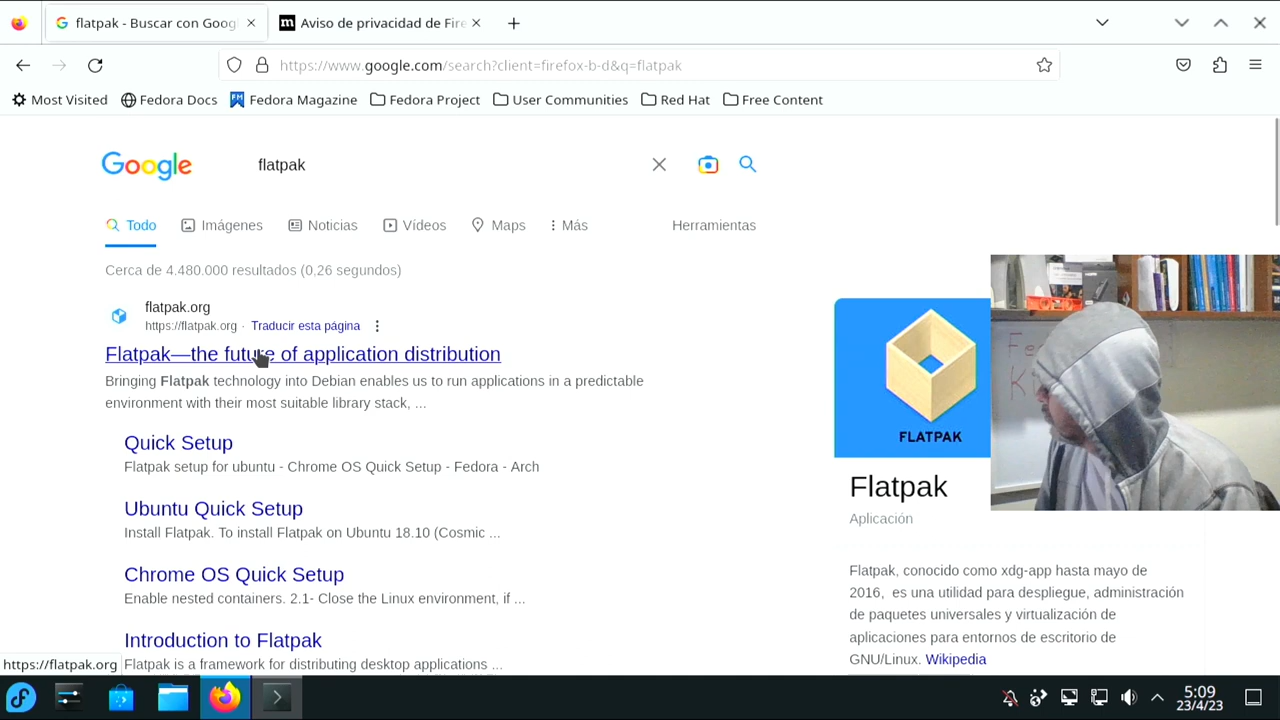 flatpak - Buscar con Goog
Aviso de privacidad de Fire
https://www.google.com/search?client=firefox-b-d&q=flatpak
Most Visited
Fedora Docs
Fedora Magazine
Fedora Project
User Communities
Red Hat
Free Content
Google
flatpak
Todo
Imágenes
Noticias
Vídeos
Maps
Más
Herramientas
Cerca de 4.480.000 resultados (0,26 segundos)
flatpak.org
https://flatpak.org · Traducir esta página
Flatpak—the future of application distribution
Bringing Flatpak technology into Debian enables us to run applications in a predictable
environment with their most suitable library stack, ...
Quick Setup
Flatpak setup for ubuntu - Chrome OS Quick Setup - Fedora - Arch
Ubuntu Quick Setup
Install Flatpak. To install Flatpak on Ubuntu 18.10 (Cosmic ...
Chrome OS Quick Setup
Enable nested containers. 2.1- Close the Linux environment, if ...
Introduction to Flatpak
Flatpak is a framework for distributing desktop applications ...
https://flatpak.org
FLATPAK
Flatpak
Aplicación
Flatpak, conocido como xdg-app hasta mayo de
2016, es una utilidad para despliegue, administración
de paquetes universales y virtualización de
aplicaciones para entornos de escritorio de
GNU/Linux. Wikipedia
5:09
23/4/23